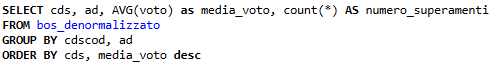 SELECT cds, ad, AVG(voto) as media_voto, count(*) AS numero_superamenti
FROM bos_denormalizzato
GROUP BY cdscod, ad
ORDER BY cds, media_voto desc